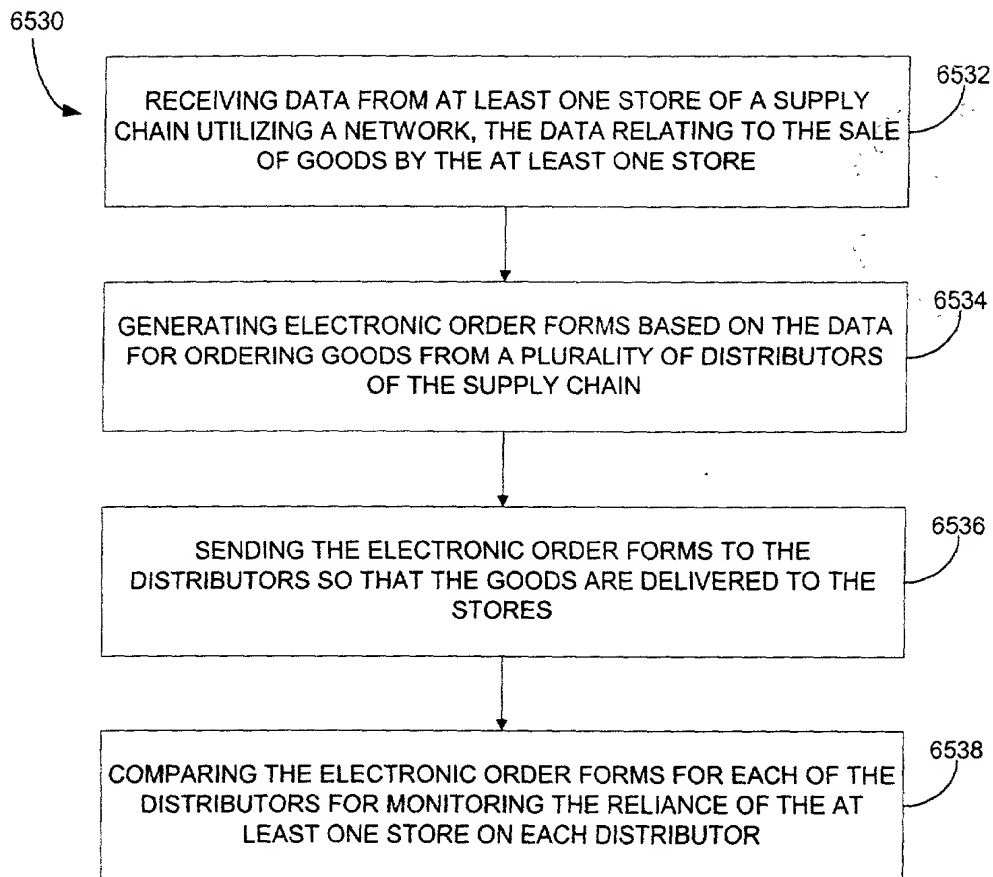 6530
6532
RECEIVING DATA FROM AT LEAST ONE STORE OF A SUPPLY
CHAIN UTILIZING A NETWORK, THE DATA RELATING TO THE SALE
OF GOODS BY THE AT LEAST ONE STORE
6534
GENERATING ELECTRONIC ORDER FORMS BASED ON THE DATA
FOR ORDERING GOODS FROM A PLURALITY OF DISTRIBUTORS
OF THE SUPPLY CHAIN
6536
SENDING THE ELECTRONIC ORDER FORMS TO THE
DISTRIBUTORS SO THAT THE GOODS ARE DELIVERED TO THE
STORES
6538
COMPARING THE ELECTRONIC ORDER FORMS FOR EACH OF THE
DISTRIBUTORS FOR MONITORING THE RELIANCE OF THE AT
LEAST ONE STORE ON EACH DISTRIBUTOR